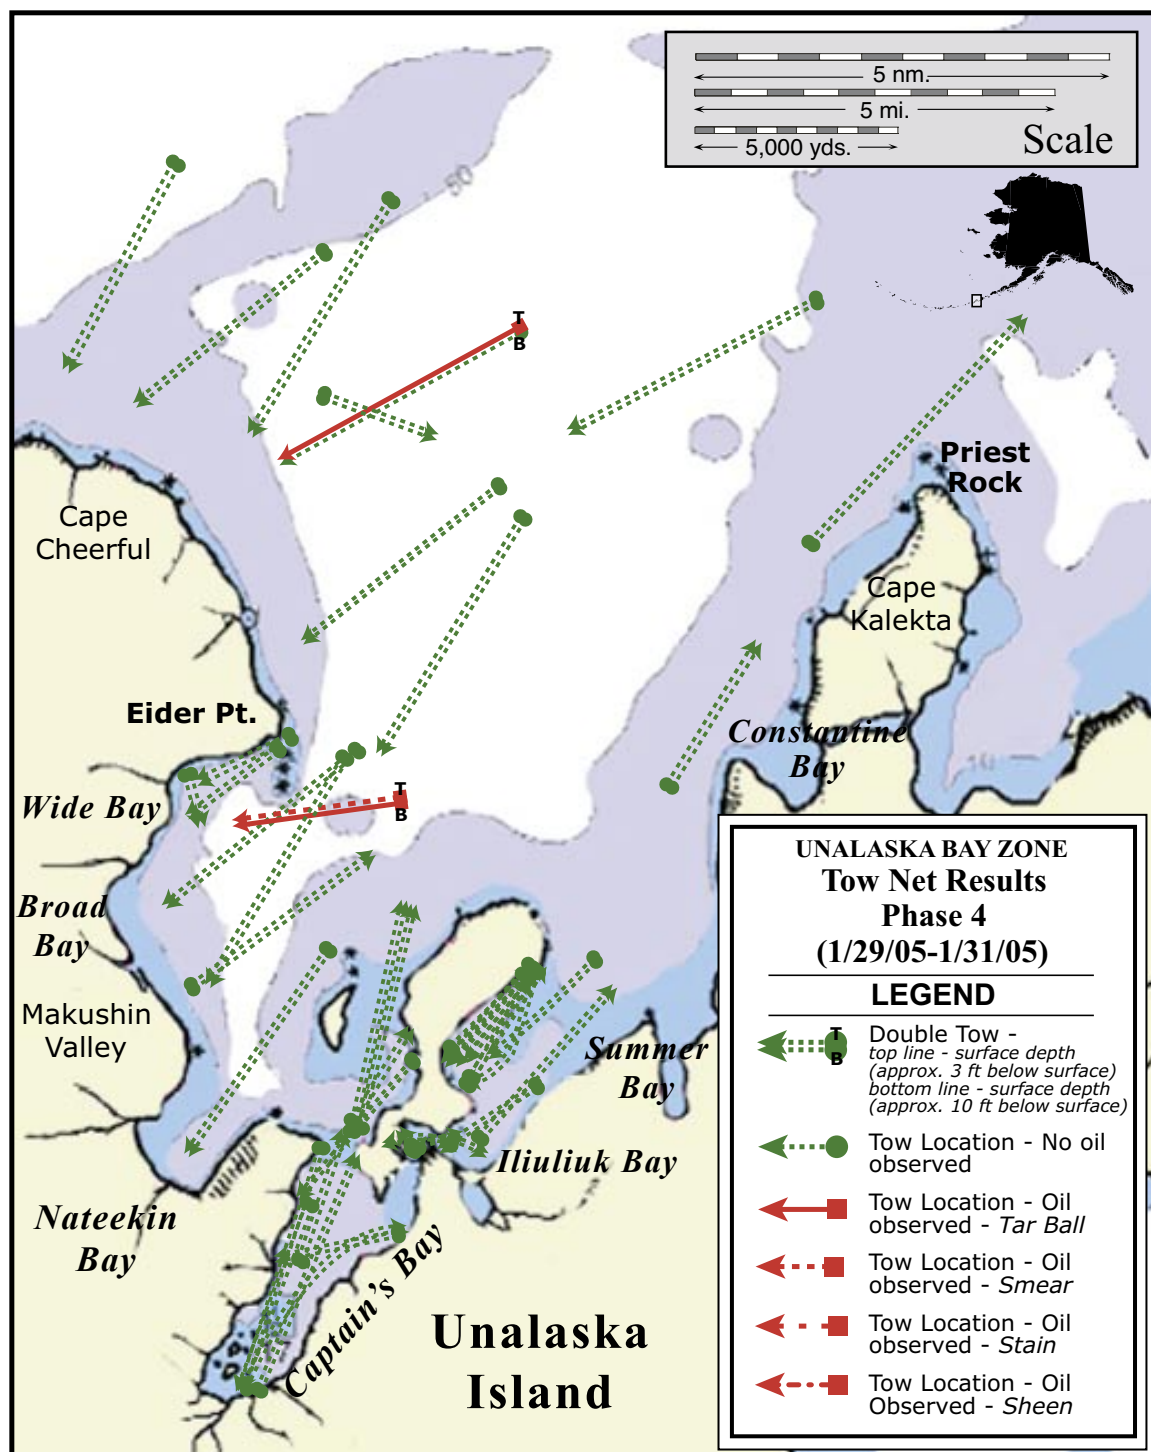 5 nm.
5 mi.
5,000 yds.
Scale
50
T
B
Priest
Rock
Cape
Cheerful
Cape
Kalekta
Eider Pt.
Constantine
Bay
10
Wide Bay
T
B
Broad
Bay
Makushin
Valley
Summer
Bay
Iliuliuk Bay
Nateekin
Bay
Captain's Bay
Unalaska
Island
UNALASKA BAY ZONE
Tow Net Results
Phase 4
(1/29/05-1/31/05)
LEGEND
T
B
Double Tow -
top line - surface depth
(approx. 3 ft below surface)
bottom line - surface depth
(approx. 10 ft below surface)
Tow Location - No oil
observed
Tow Location - Oil
observed - Tar Ball
Tow Location - Oil
observed - Smear
Tow Location - Oil
observed - Stain
Tow Location - Oil
Observed - Sheen